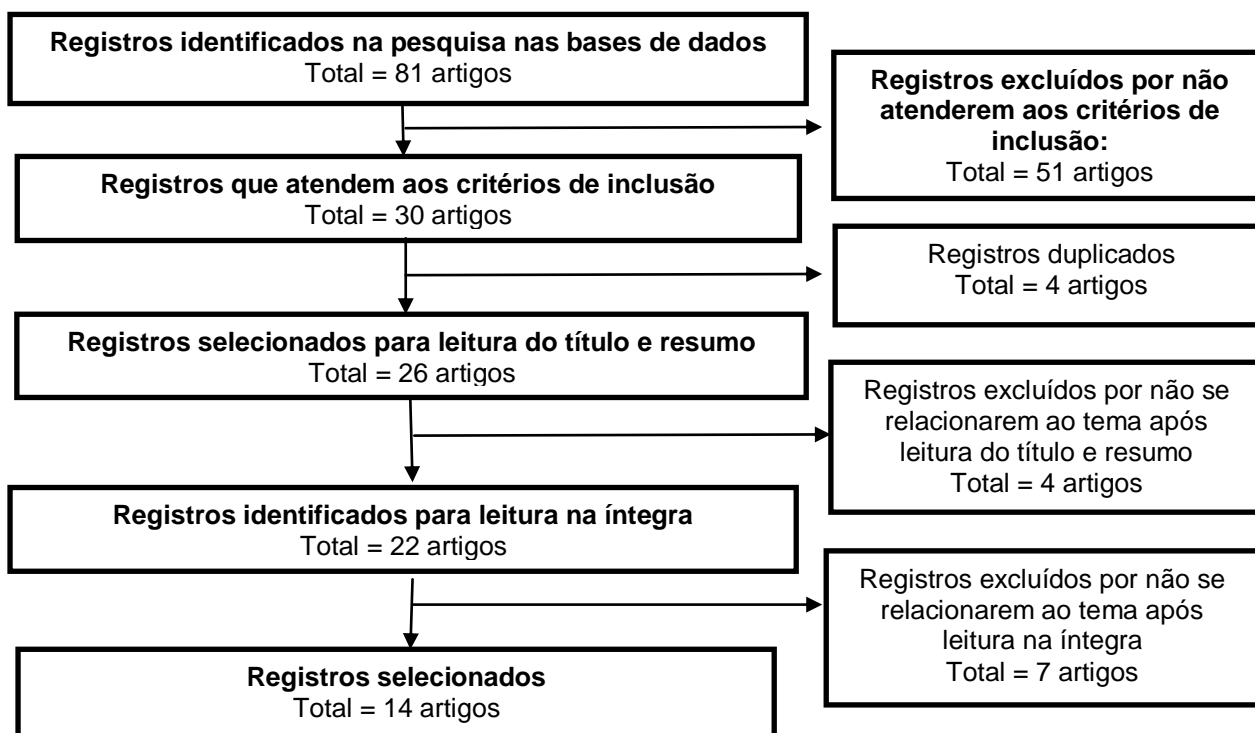 Registros identificados na pesquisa nas bases de dados
Total = 81 artigos
Registros excluídos por não
atenderem aos critérios de
inclusão:
Total = 51 artigos
Registros que atendem aos critérios de inclusão
Total = 30 artigos
Registros duplicados
Total = 4 artigos
Registros selecionados para leitura do título e resumo
Total = 26 artigos
Registros excluídos por não se
relacionarem ao tema após
leitura do título e resumo
Total = 4 artigos
Registros identificados para leitura na íntegra
Total = 22 artigos
Registros excluídos por não se
relacionarem ao tema após
leitura na íntegra
Total = 7 artigos
Registros selecionados
Total = 14 artigos